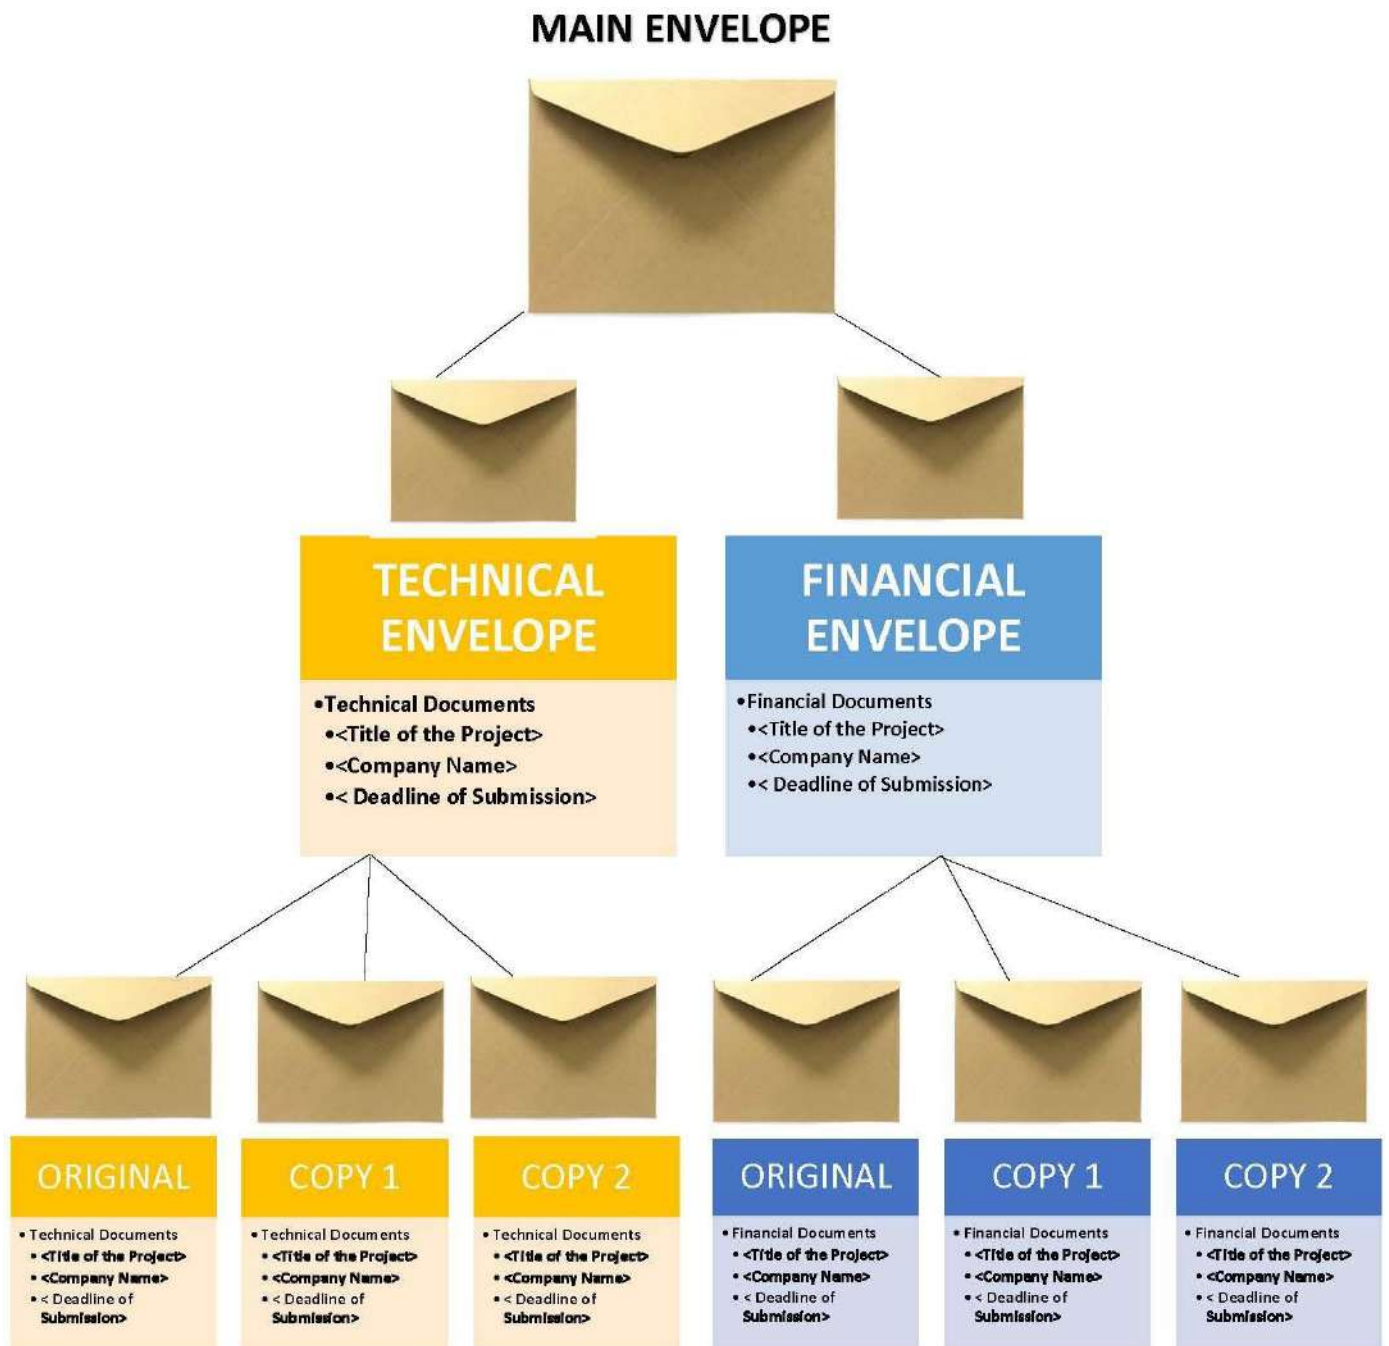 MAIN ENVELOPE
TECHNICAL
ENVELOPE
•Technical Documents
•<Title of the Project>
•<Company Name>
•< Deadline of Submission>
FINANCIAL
ENVELOPE
•Financial Documents
•<Title of the Project>
•<Company Name>
•< Deadline of Submission>
ORIGINAL
• Technical Documents
• <Title of the Project>
• <Company Name>
• < Deadline of
Submission>
COPY 1
• Technical Documents
• <Title of the Project>
• <Company Name>
• < Deadline of
Submission>
COPY 2
• Technical Documents
• <Title of the Project>
• <Company Name>
• < Deadline of
Submission>
ORIGINAL
• Financial Documents
• <Title of the Project>
• <Company Name>
• < Deadline of
Submission>
COPY 1
• Financial Documents
• <Title of the Project>
• <Company Name>
• < Deadline of
Submission>
COPY 2
• Financial Documents
• <Title of the Project>
• <Company Name>
• < Deadline of
Submission>